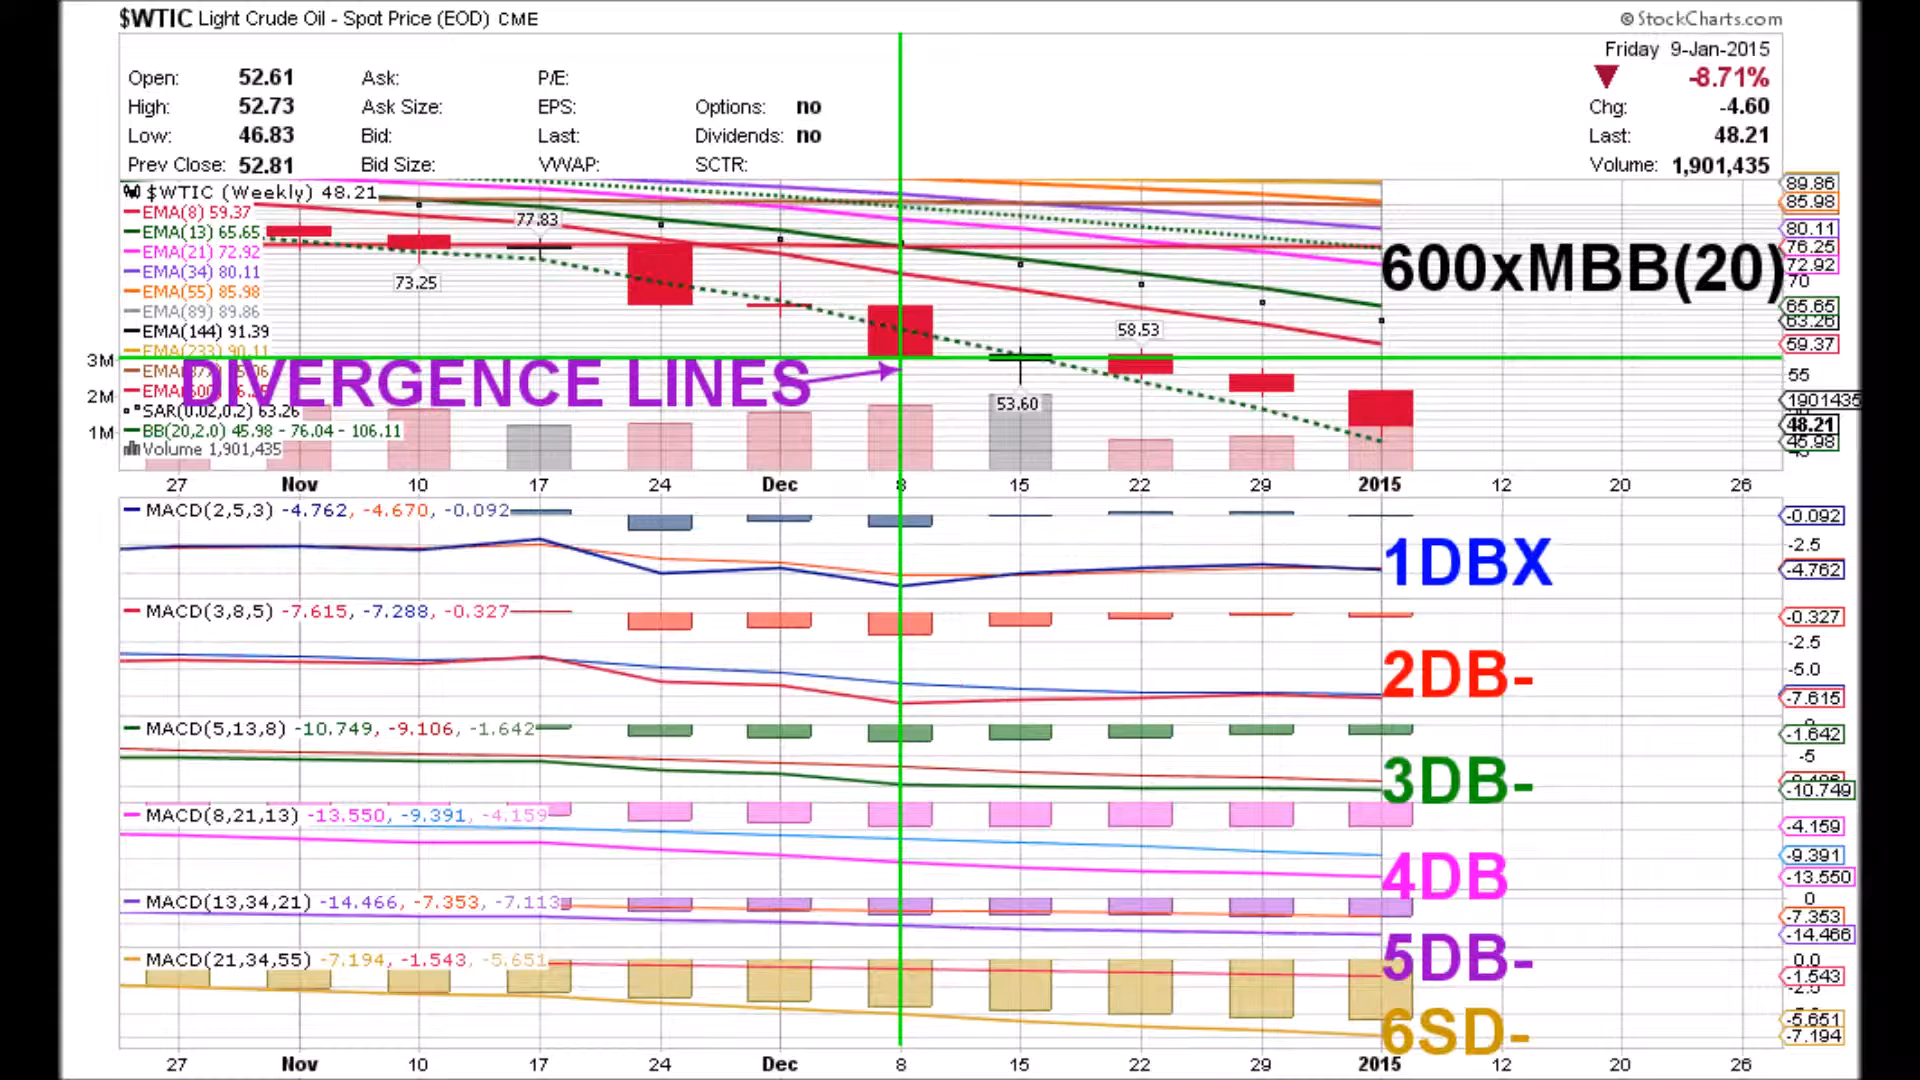 $WTIC Light Crude Oil - Spot Price (EOD) CME
© StockCharts.com
Friday 9-Jan-2015
Open: 52.61 Ask: P/E: -8.71%
High: 52.73 Ask Size: EPS: Options: no Chg: -4.60
Low: 46.83 Bid: Last: Dividends: no Last: 48.21
Prev Close: 52.81 Bid Size: VWAP: SCTR: Volume: 1,901,435
$WTIC (Weekly) 48.21
EMA(8) 59.37
EMA(13) 65.65
EMA(21) 72.92
EMA(34) 80.11
EMA(55) 85.98
EMA(89) 89.86
EMA(144) 91.39
EMA(233) 90.11
SAR(0.02,0.2) 63.26
BB(20,2.0) 45.98 - 76.04 - 106.11
Volume 1,901,435
3M
2M
1M
77.83
73.25
58.53
53.60
DIVERGENCE LINES
600xMBB(20)
89.86
85.98
80.11
76.25
72.92
70
65.65
63.26
59.37
55
1901435
48.21
45.98
27 Nov 10 17 24 Dec 8 15 22 29 2015 12 20 26
MACD(2,5,3) -4.762, -4.670, -0.092
-0.092
-2.5
-4.762
1DBX
MACD(3,8,5) -7.615, -7.288, -0.327
-0.327
-2.5
-5.0
-7.615
2DB-
MACD(5,13,8) -10.749, -9.106, -1.642
-1.642
-5
-10.749
3DB-
MACD(8,21,13) -13.550, -9.391, -4.159
-4.159
-9.391
-13.550
4DB
MACD(13,34,21) -14.466, -7.353, -7.113
0
-7.353
-14.466
5DB-
MACD(21,34,55) -7.194, -1.543, -5.651
0.0
-1.543
-2.5
-5.651
-7.194
6SD-
27 Nov 10 17 24 Dec 8 15 22 29 2015 12 20 26